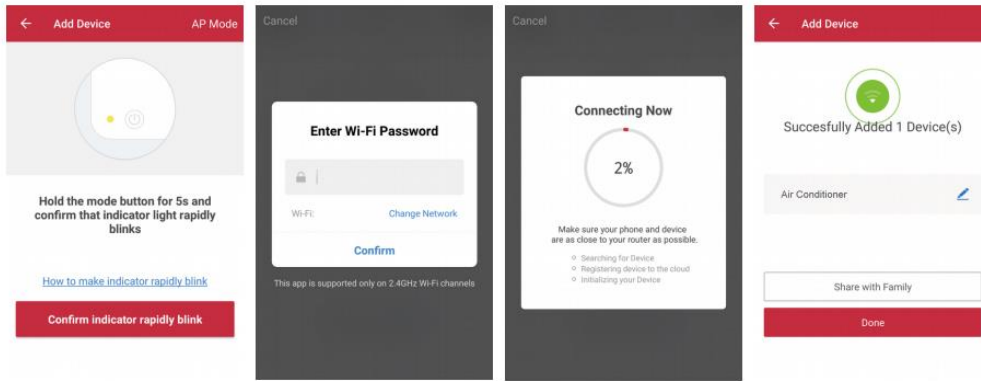 Add Device
AP Mode
Hold the mode button for 5s and
confirm that indicator light rapidly
blinks
How to make indicator rapidly blink
Confirm indicator rapidly blink
Cancel
Enter Wi-Fi Password
Wi-Fi:
Change Network
Confirm
This app is supported only on 2.4GHz Wi-Fi channels
Cancel
Connecting Now
2%
Make sure your phone and device
are as close to your router as possible.
Searching for Device
Registering device to the cloud
Initializing your Device
Add Device
Succesfully Added 1 Device(s)
Air Conditioner
Share with Family
Done